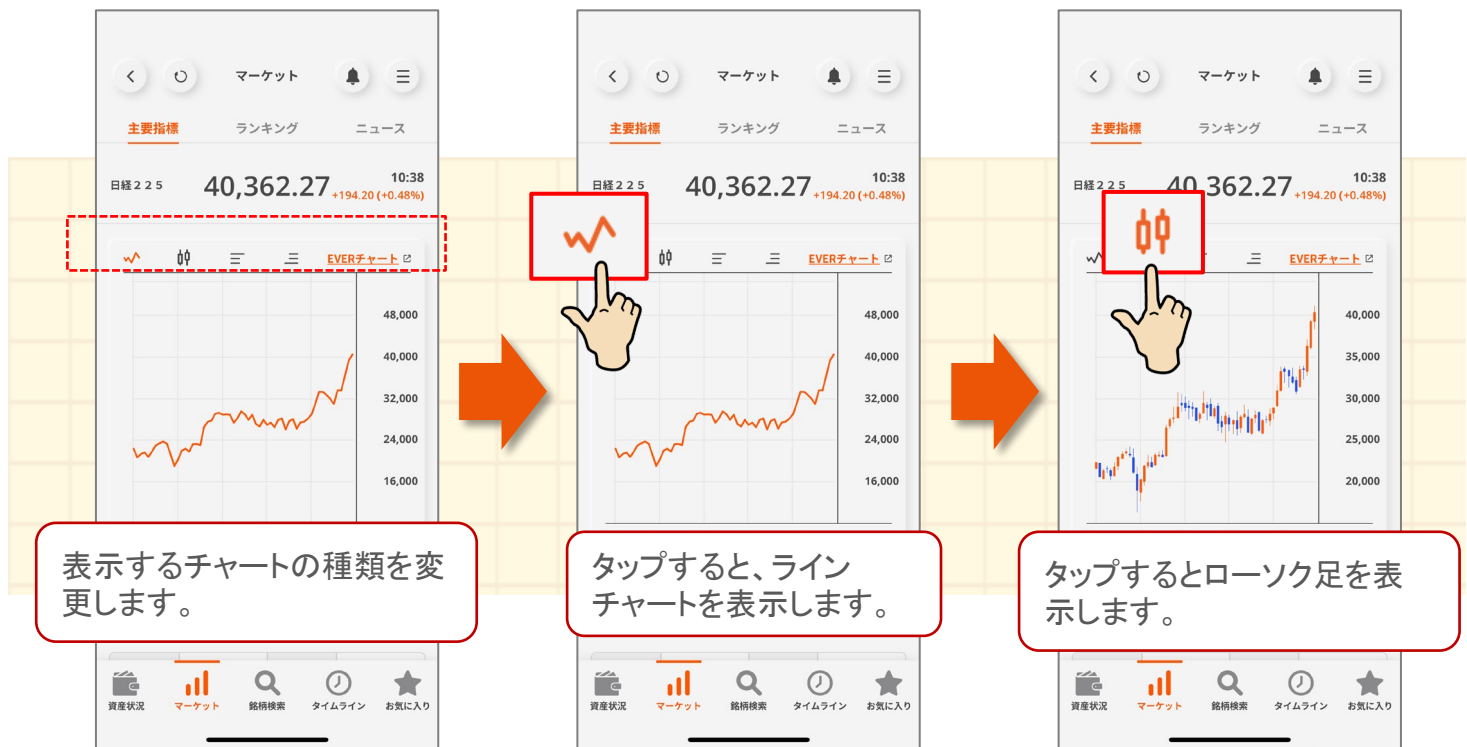 マーケット
主要指標 ランキング ニュース
日経２２５ 40,362.27 10:38
+194.20 (+0.48%)
EVERチャート
48,000
40,000
32,000
24,000
16,000
表示するチャートの種類を変
更します。
資産状況 マーケット 銘柄検索 タイムライン お気に入り
マーケット
主要指標 ランキング ニュース
日経２２５ 40,362.27 10:38
+194.20 (+0.48%)
EVERチャート
48,000
40,000
32,000
24,000
16,000
タップすると、ライン
チャートを表示します。
資産状況 マーケット 銘柄検索 タイムライン お気に入り
マーケット
主要指標 ランキング ニュース
日経２２５ 40,362.27 10:38
+194.20 (+0.48%)
EVERチャート
40,000
35,000
30,000
25,000
20,000
タップするとローソク足を表
示します。
資産状況 マーケット 銘柄検索 タイムライン お気に入り